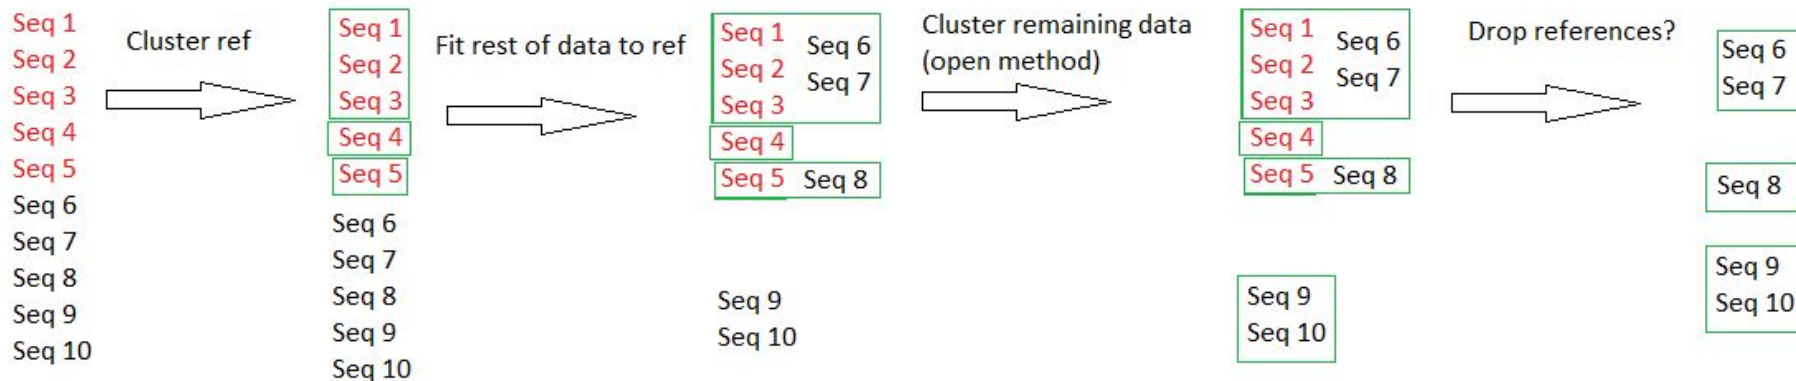 Seq 1
Seq 2
Seq 3
Seq 4
Seq 5
Seq 6
Seq 7
Seq 8
Seq 9
Seq 10
Cluster ref
Seq 1
Seq 2
Seq 3
Seq 4
Seq 5
Seq 6
Seq 7
Seq 8
Seq 9
Seq 10
Fit rest of data to ref
Seq 1
Seq 2
Seq 3
Seq 6
Seq 7
Seq 4
Seq 5 Seq 8
Seq 9
Seq 10
Cluster remaining data
(open method)
Seq 1
Seq 2
Seq 3
Seq 6
Seq 7
Seq 4
Seq 5 Seq 8
Seq 9
Seq 10
Drop references?
Seq 6
Seq 7
Seq 8
Seq 9
Seq 10